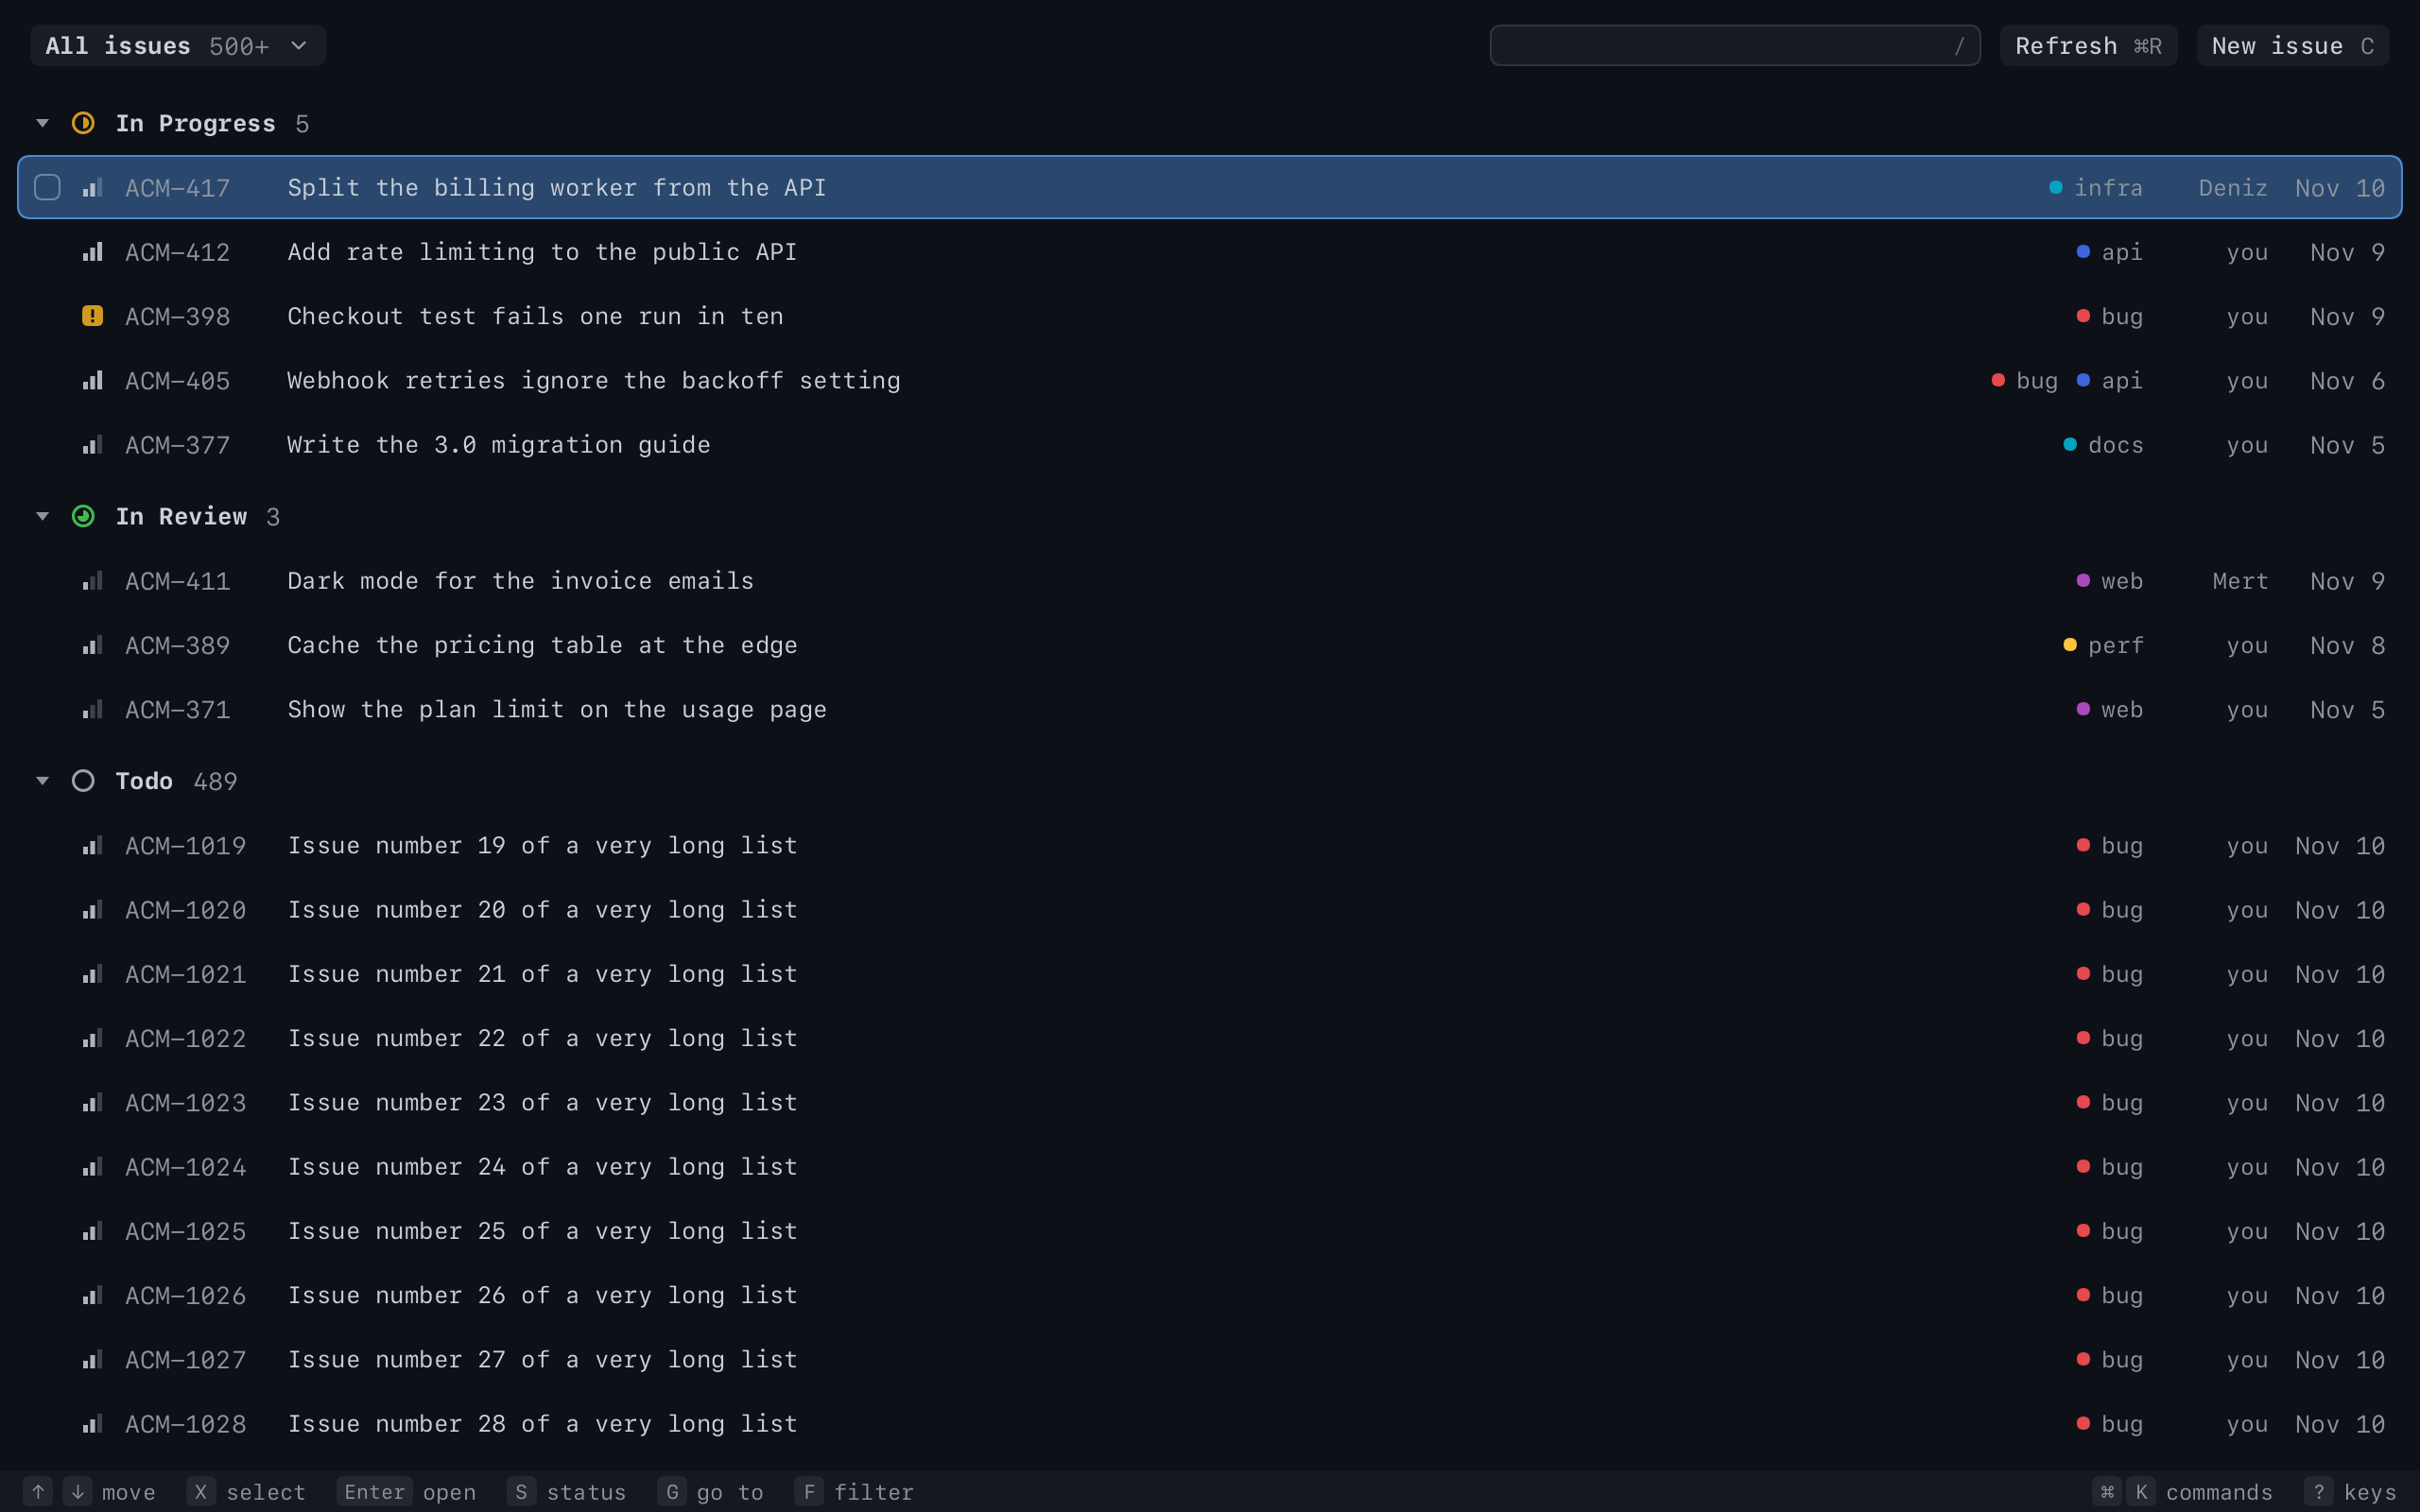 All issues 500+ / Refresh ⌘R New issue C
In Progress 5
ACM-417 Split the billing worker from the API infra Deniz Nov 10
ACM-412 Add rate limiting to the public API api you Nov 9
! ACM-398 Checkout test fails one run in ten bug you Nov 9
ACM-405 Webhook retries ignore the backoff setting bug api you Nov 6
ACM-377 Write the 3.0 migration guide docs you Nov 5
In Review 3
ACM-411 Dark mode for the invoice emails web Mert Nov 9
ACM-389 Cache the pricing table at the edge perf you Nov 8
ACM-371 Show the plan limit on the usage page web you Nov 5
Todo 489
ACM-1019 Issue number 19 of a very long list bug you Nov 10
ACM-1020 Issue number 20 of a very long list bug you Nov 10
ACM-1021 Issue number 21 of a very long list bug you Nov 10
ACM-1022 Issue number 22 of a very long list bug you Nov 10
ACM-1023 Issue number 23 of a very long list bug you Nov 10
ACM-1024 Issue number 24 of a very long list bug you Nov 10
ACM-1025 Issue number 25 of a very long list bug you Nov 10
ACM-1026 Issue number 26 of a very long list bug you Nov 10
ACM-1027 Issue number 27 of a very long list bug you Nov 10
ACM-1028 Issue number 28 of a very long list bug you Nov 10
↑ ↓ move X select Enter open S status G go to F filter ⌘ K commands ? keys